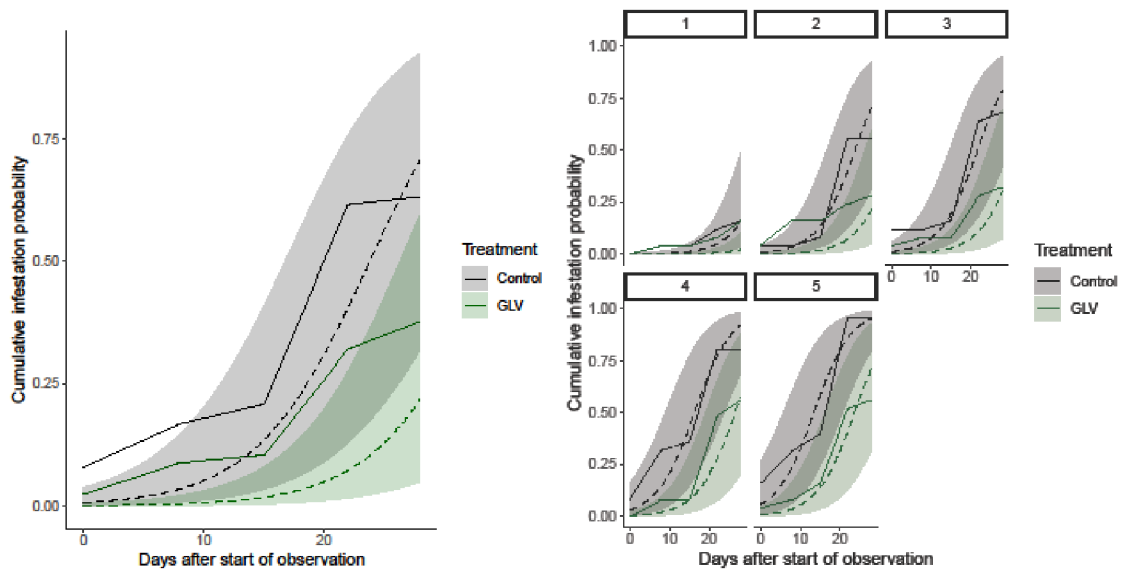 Cumulative infestation probability
0.75
0.50
0.25
0.00
0
10
20
Days after start of observation
Treatment
Control
GLV
Cumulative infestation probability
1
2
3
1.00
0.75
0.50
0.25
0.00
0 10 20
4
5
1.00
0.75
0.50
0.25
0.00
0 10 20
0 10 20
Days after start of observation
Treatment
Control
GLV